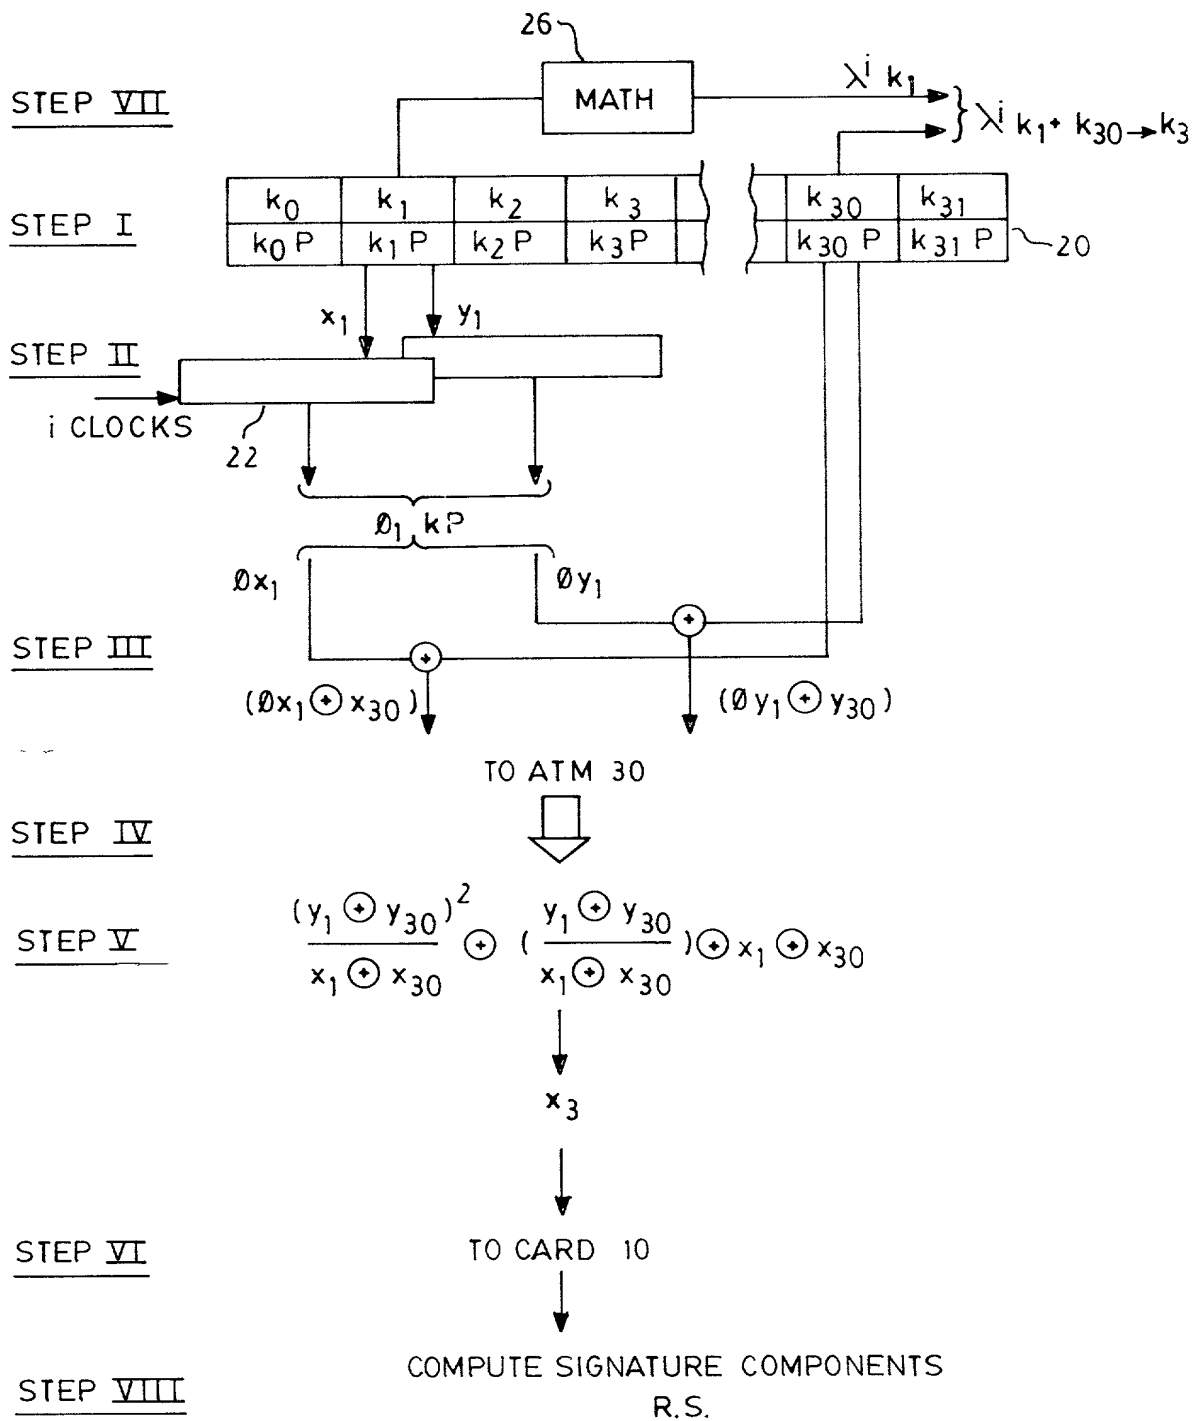 26
STEP VII
MATH
λⁱ k₁
λⁱ k₁ + k₃₀ → k₃
STEP I
k₀ k₁ k₂ k₃ k₃₀ k₃₁
k₀ P k₁ P k₂ P k₃ P k₃₀ P k₃₁ P
20
x₁ y₁
STEP II
i CLOCKS
22
Ø₁ kP
Øx₁ Øy₁
STEP III
(Øx₁ ⊕ x₃₀) (Øy₁ ⊕ y₃₀)
TO ATM 30
STEP IV
STEP V
(y₁ ⊕ y₃₀)² ⊕ ( y₁ ⊕ y₃₀ ) ⊕ x₁ ⊕ x₃₀
x₁ ⊕ x₃₀ x₁ ⊕ x₃₀
x₃
STEP VI
TO CARD 10
STEP VIII
COMPUTE SIGNATURE COMPONENTS
R.S.